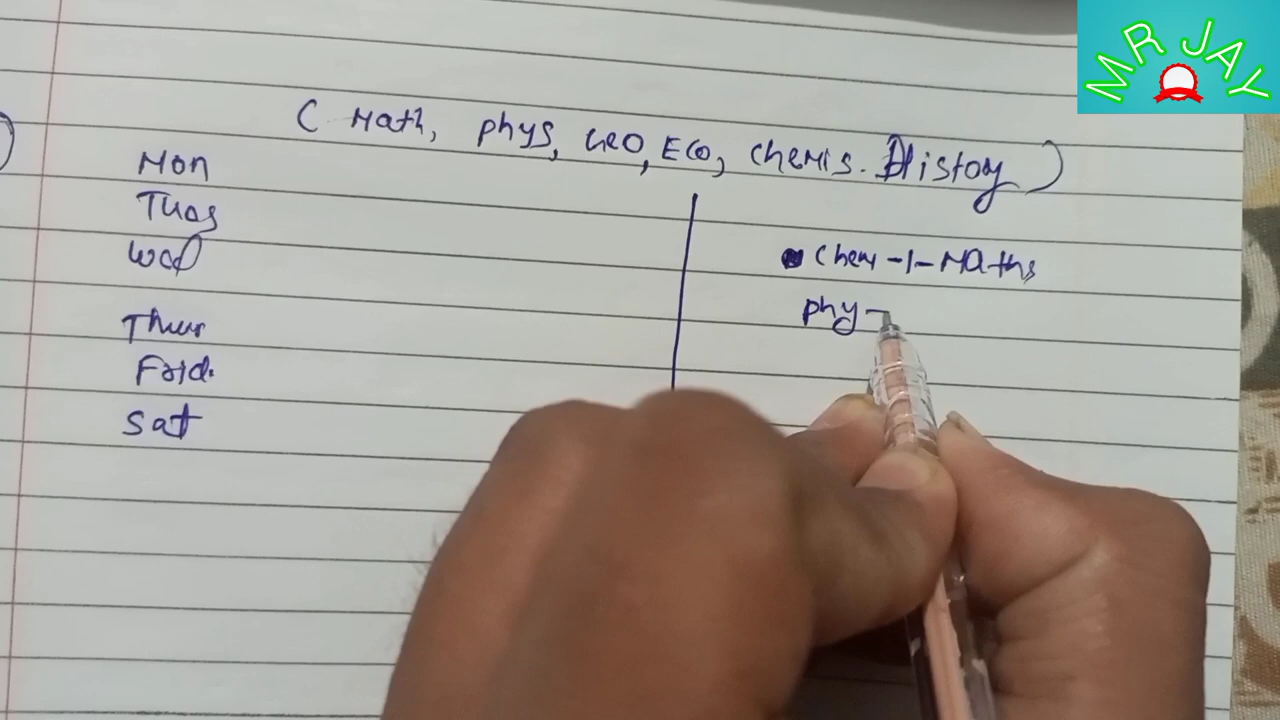 MR JAY
( Math, phys, Geo, Eco, Chemis. History )
Mon
Tues
Wed
Thur
Frid.
Sat
Chem -1- Maths
phy -